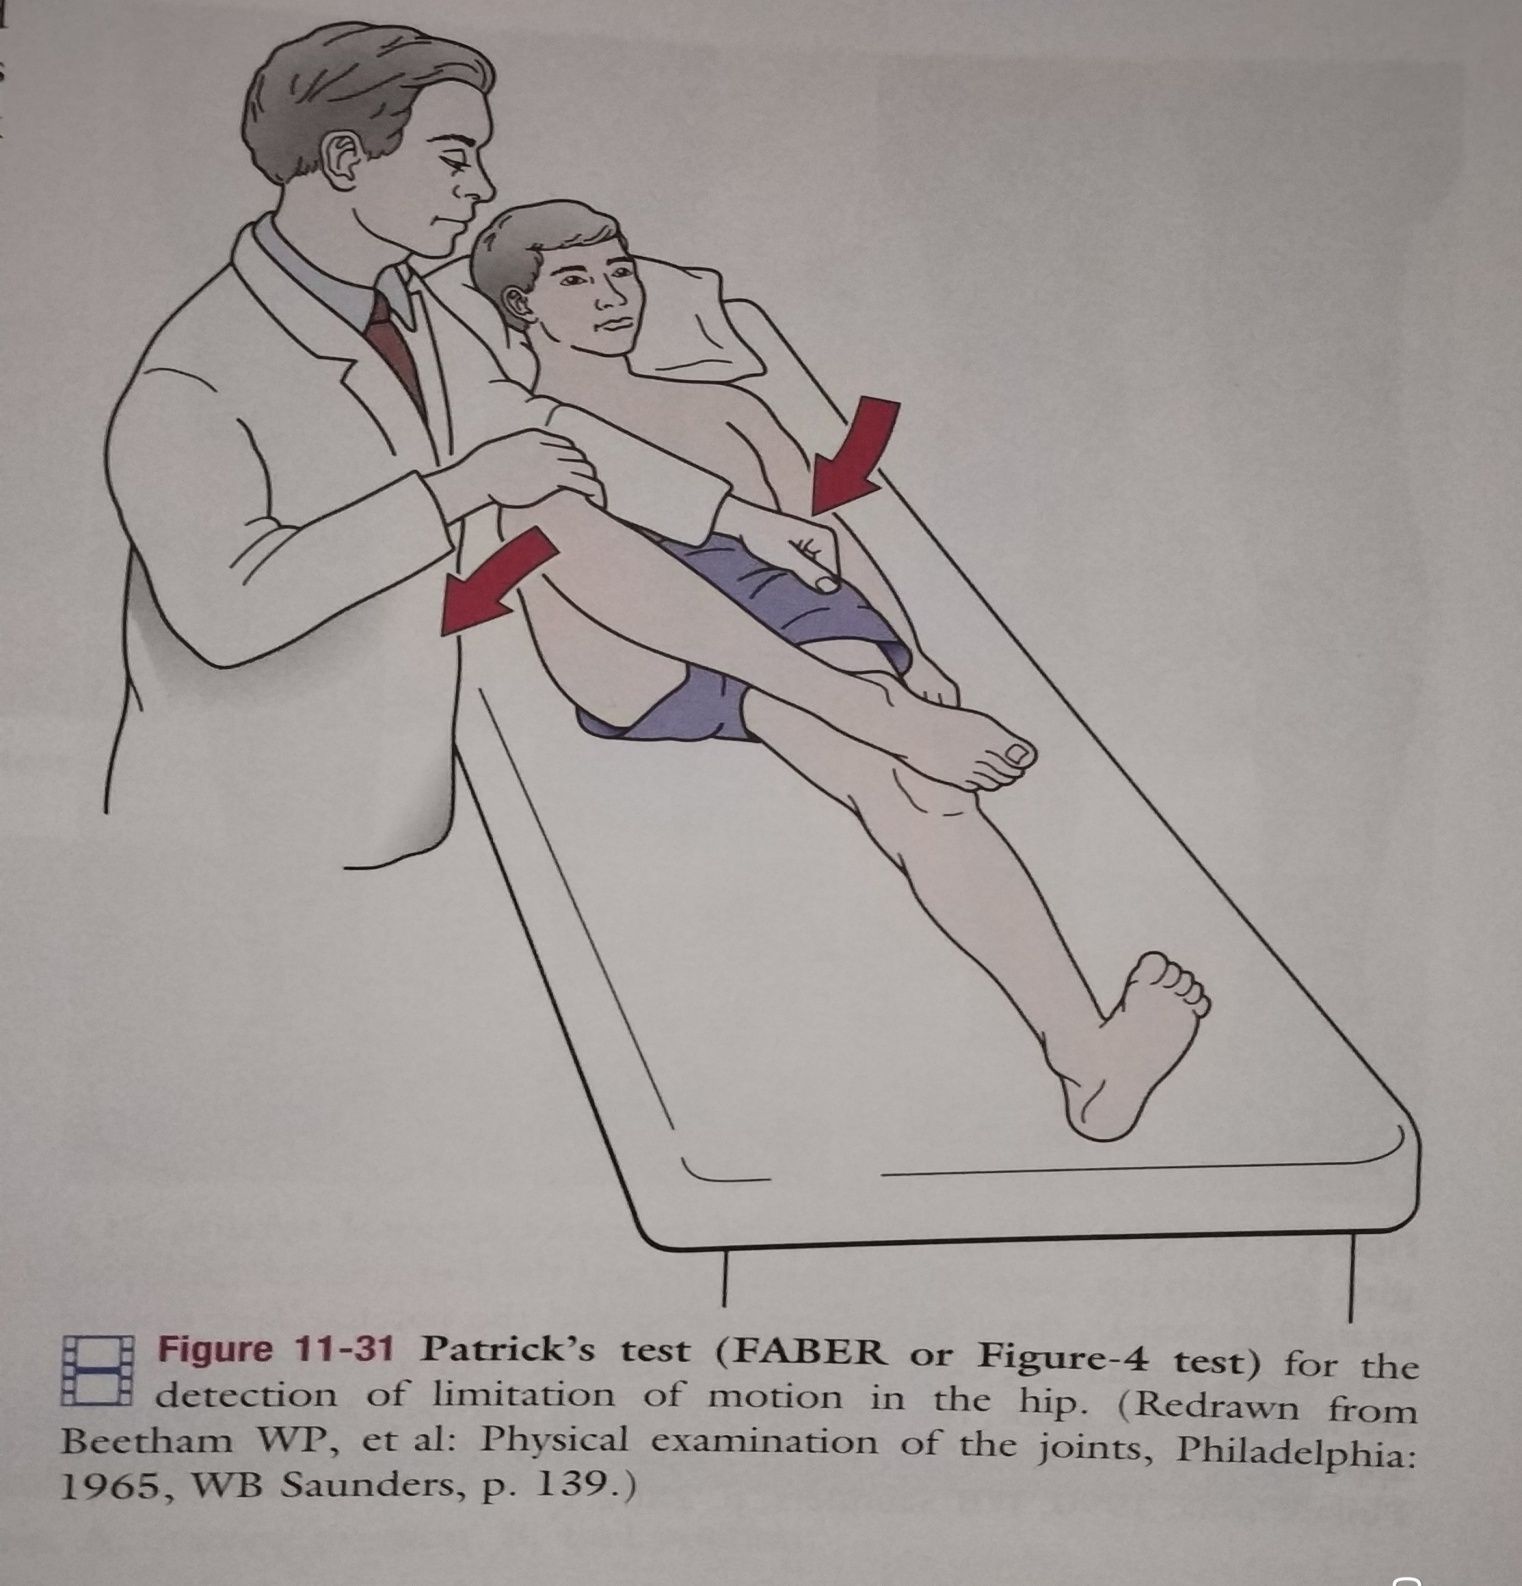 Figure 11-31 Patrick's test (FABER or Figure-4 test) for the
detection of limitation of motion in the hip. (Redrawn from
Beetham WP, et al: Physical examination of the joints, Philadelphia:
1965, WB Saunders, p. 139.)